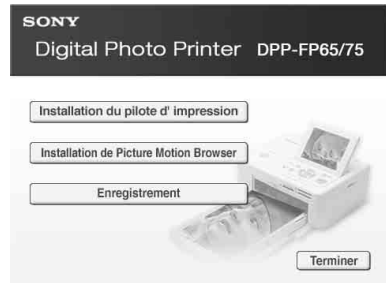 SONY
Digital Photo Printer DPP-FP65/75
Installation du pilote d' impression
Installation de Picture Motion Browser
Enregistrement
Terminer